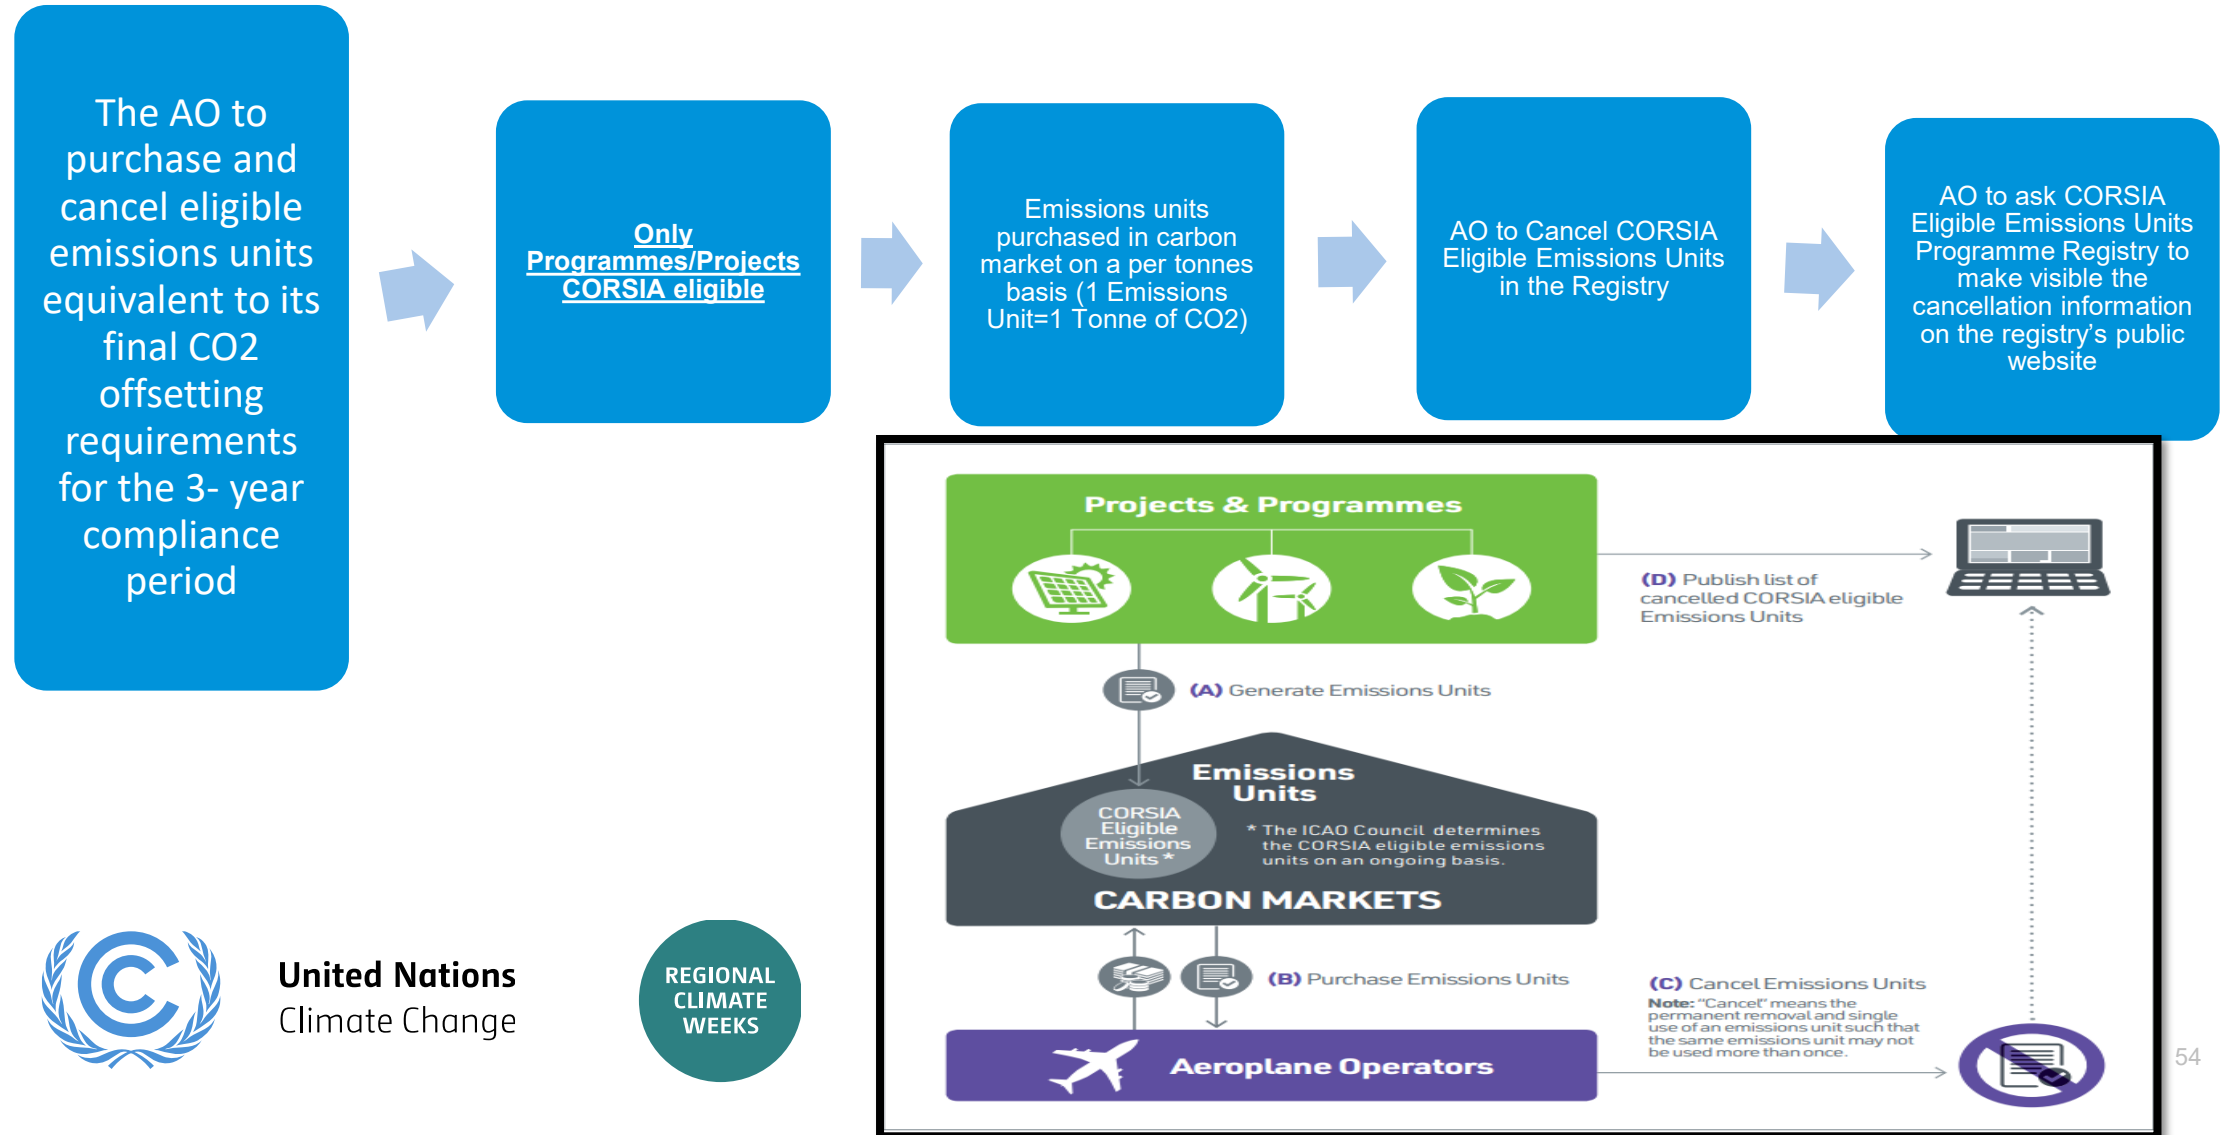 The AO to
purchase and
cancel eligible
emissions units
equivalent to its
final CO2
offsetting
requirements
for the 3- year
compliance
period
Only
Programmes/Projects
CORSIA eligible
Emissions units
purchased in carbon
market on a per tonnes
basis (1 Emissions
Unit=1 Tonne of CO2)
AO to Cancel CORSIA
Eligible Emissions Units
in the Registry
AO to ask CORSIA
Eligible Emissions Units
Programme Registry to
make visible the
cancellation information
on the registry's public
website
Projects & Programmes
(D) Publish list of
cancelled CORSIA eligible
Emissions Units
(A) Generate Emissions Units
Emissions
Units
CORSIA
Eligible
Emissions
Units *
* The ICAO Council determines
the CORSIA eligible emissions
units on an ongoing basis.
CARBON MARKETS
(B) Purchase Emissions Units
(C) Cancel Emissions Units
Note: "Cancel" means the
permanent removal and single
use of an emissions unit such that
the same emissions unit may not
be used more than once.
Aeroplane Operators
United Nations
Climate Change
REGIONAL
CLIMATE
WEEKS
54